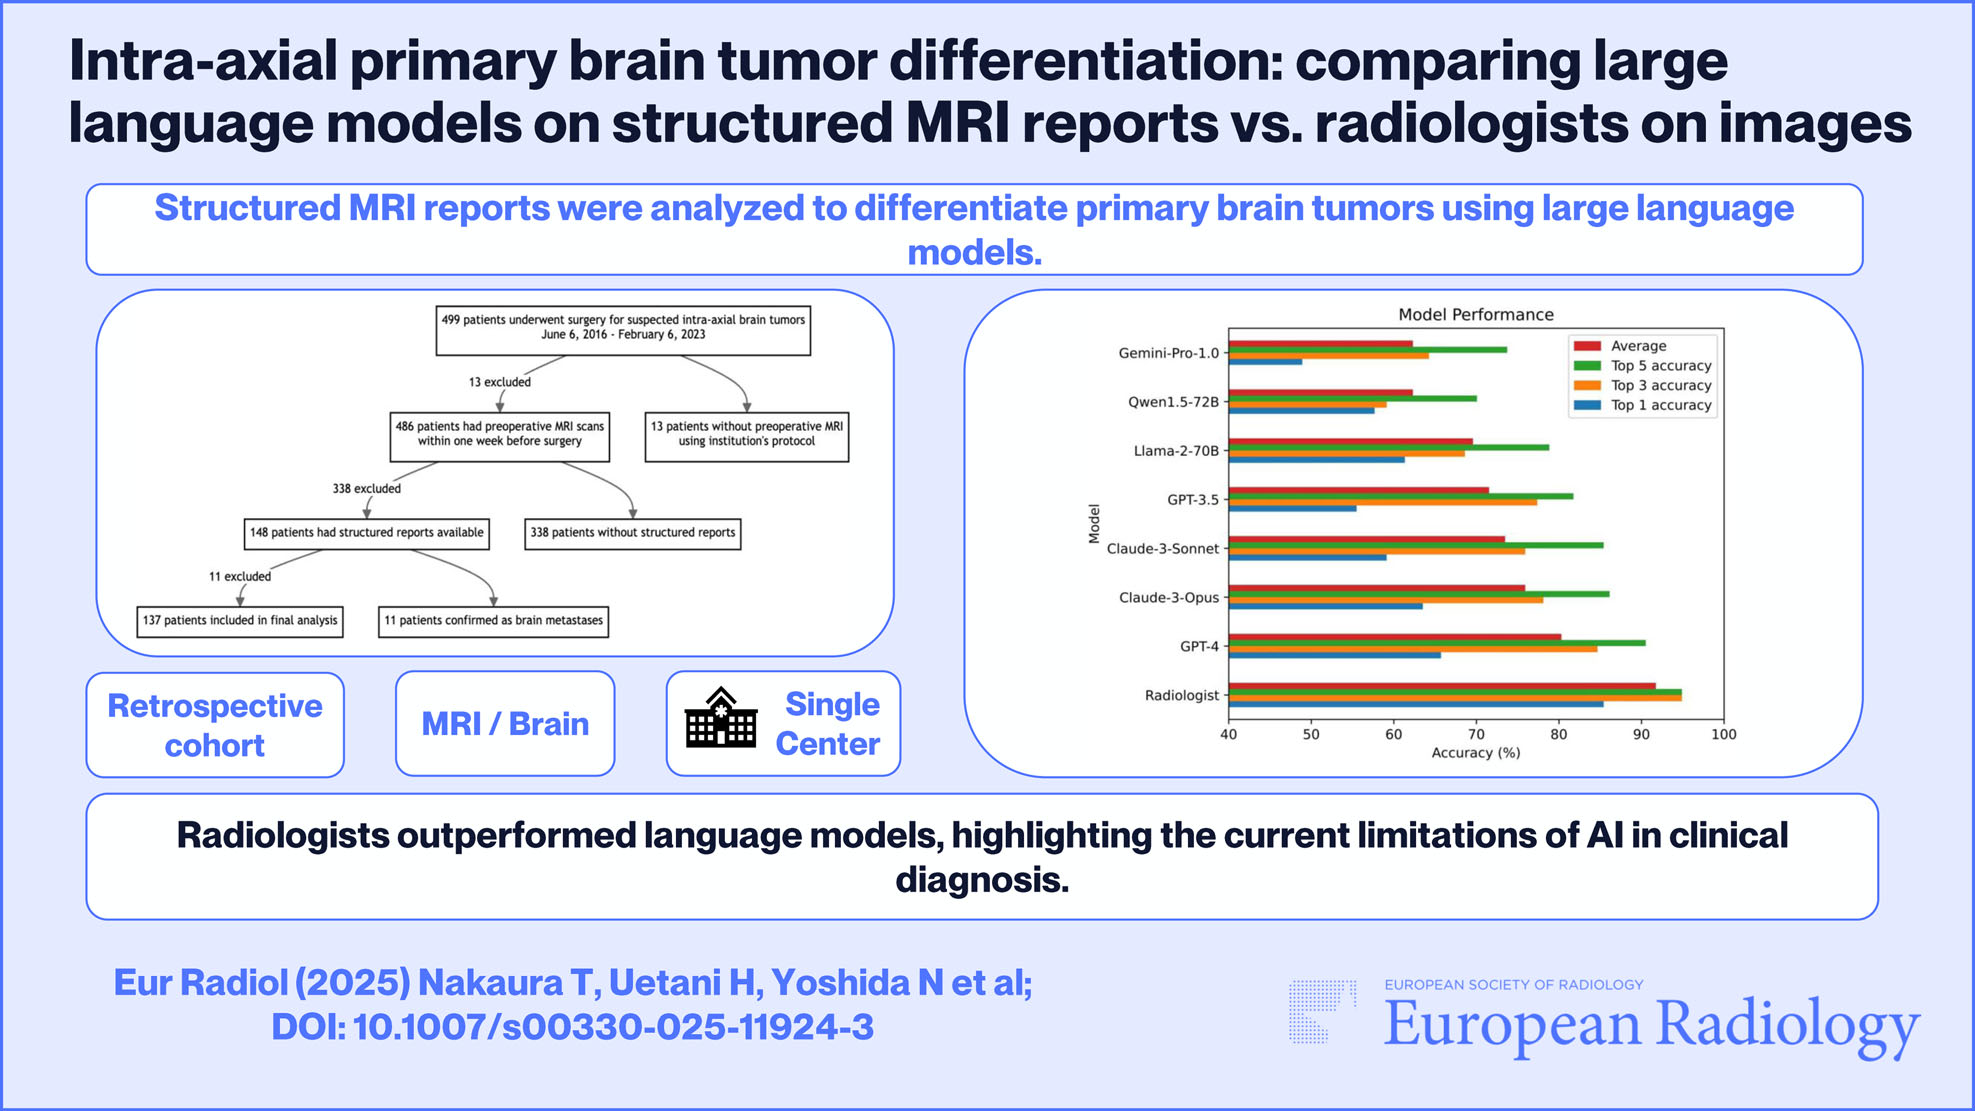 Intra-axial primary brain tumor differentiation: comparing large
language models on structured MRI reports vs. radiologists on images
Structured MRI reports were analyzed to differentiate primary brain tumors using large language
models.
499 patients underwent surgery for suspected intra-axial brain tumors
June 6, 2016 - February 6, 2023
13 excluded
486 patients had preoperative MRI scans
within one week before surgery
13 patients without preoperative MRI
using institution's protocol
338 excluded
148 patients had structured reports available
338 patients without structured reports
11 excluded
137 patients included in final analysis
11 patients confirmed as brain metastases
Retrospective
cohort
MRI / Brain
Single
Center
Model Performance
Average
Top 5 accuracy
Top 3 accuracy
Top 1 accuracy
Model
Gemini-Pro-1.0
Qwen1.5-72B
Llama-2-70B
GPT-3.5
Claude-3-Sonnet
Claude-3-Opus
GPT-4
Radiologist
40 50 60 70 80 90 100
Accuracy (%)
Radiologists outperformed language models, highlighting the current limitations of AI in clinical
diagnosis.
Eur Radiol (2025) Nakaura T, Uetani H, Yoshida N et al;
DOI: 10.1007/s00330-025-11924-3
EUROPEAN SOCIETY OF RADIOLOGY
European Radiology